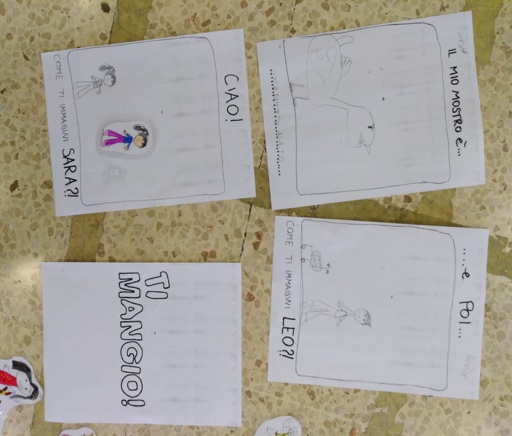 CIAO!
COME TI IMMAGINI SARA?!
IL MIO MOSTRO È...
....e POI...
COME TI IMMAGINI LEO?!
TI
MANGIO!